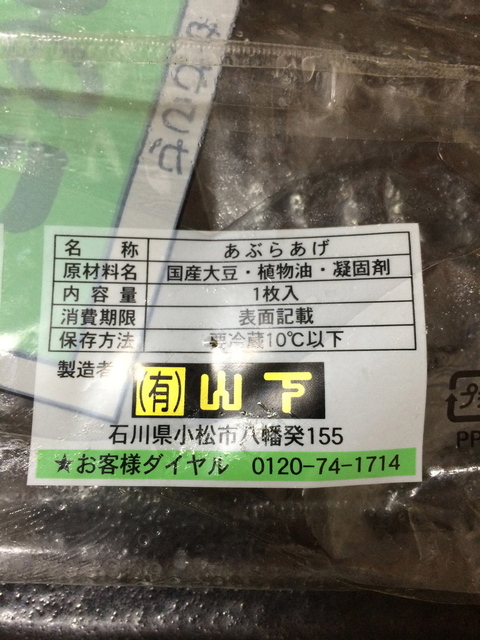 名称 あぶらあげ
原材料名 国産大豆・植物油・凝固剤
内容量 1枚入
消費期限 表面記載
保存方法 要冷蔵10℃以下
製造者 (有)山下
石川県小松市八幡癸155
★お客様ダイヤル 0120-74-1714
プラ
PP